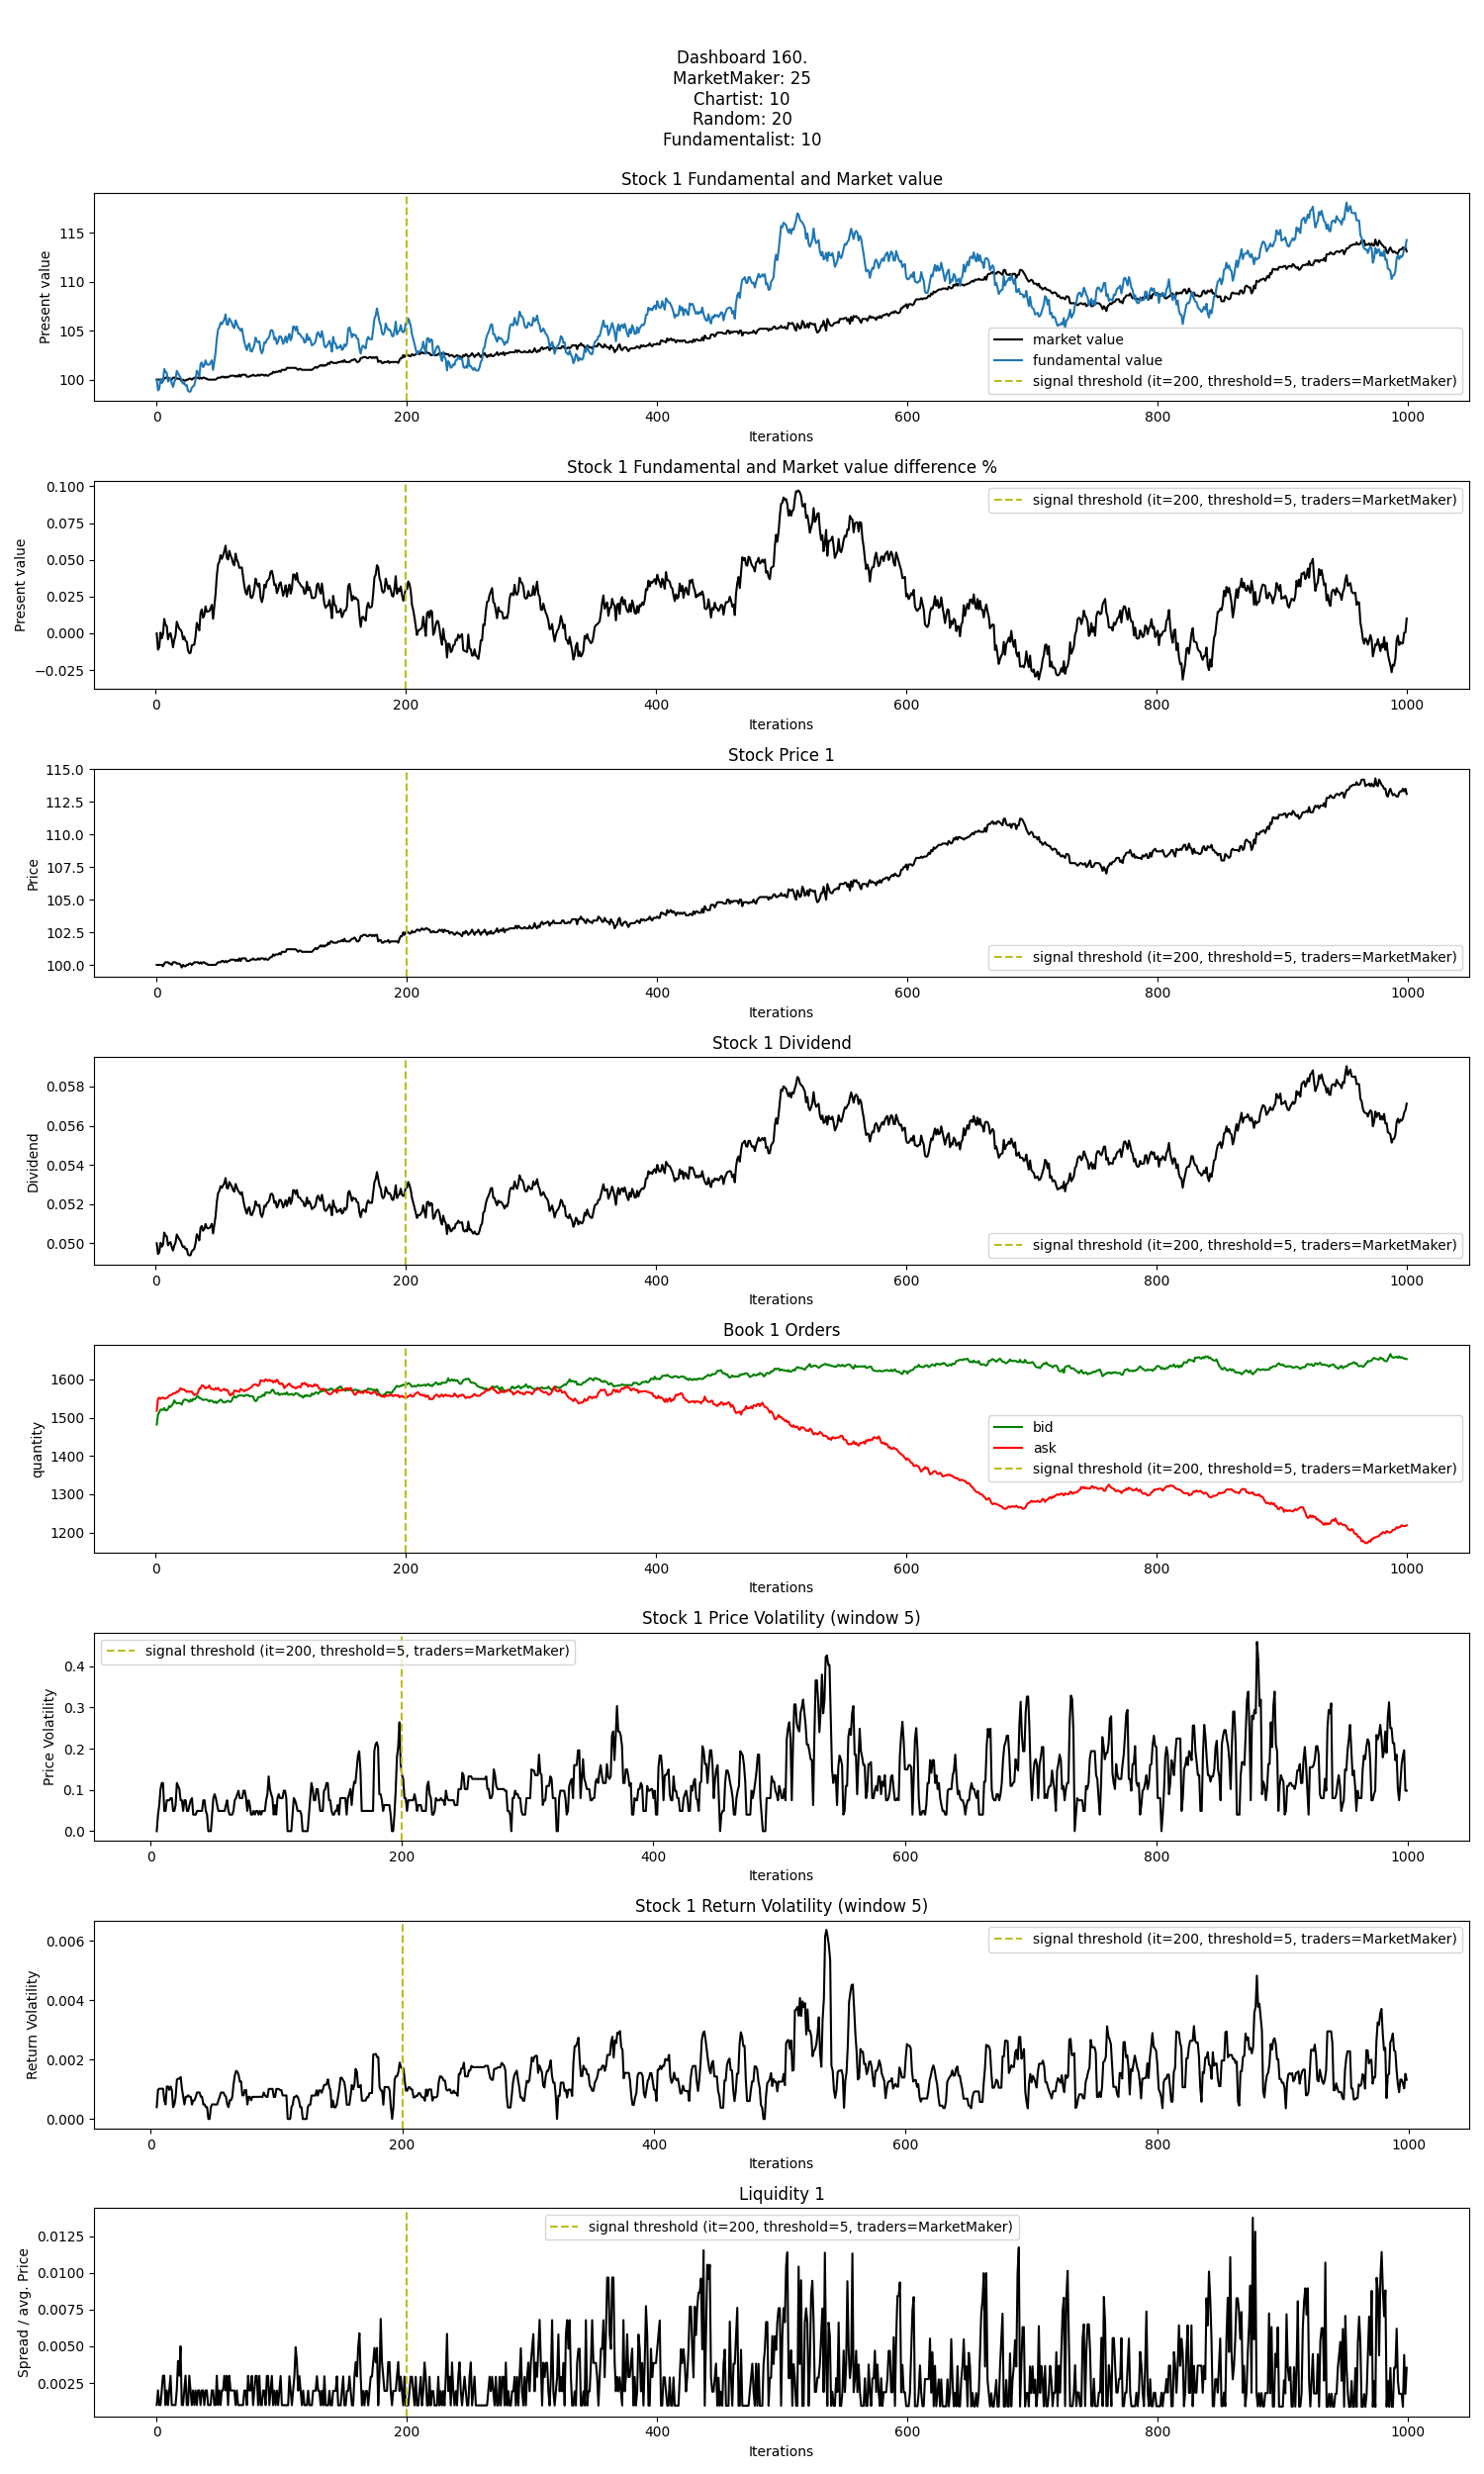 Dashboard 160.
MarketMaker: 25
Chartist: 10
Random: 20
Fundamentalist: 10
Stock 1 Fundamental and Market value
Present value
115
110
105
100
market value
fundamental value
signal threshold (it=200, threshold=5, traders=MarketMaker)
0 200 400 600 800 1000
Iterations
Stock 1 Fundamental and Market value difference %
Present value
0.100
0.075
0.050
0.025
0.000
−0.025
signal threshold (it=200, threshold=5, traders=MarketMaker)
0 200 400 600 800 1000
Iterations
Stock Price 1
Price
115.0
112.5
110.0
107.5
105.0
102.5
100.0
signal threshold (it=200, threshold=5, traders=MarketMaker)
0 200 400 600 800 1000
Iterations
Stock 1 Dividend
Dividend
0.058
0.056
0.054
0.052
0.050
signal threshold (it=200, threshold=5, traders=MarketMaker)
0 200 400 600 800 1000
Iterations
Book 1 Orders
quantity
1600
1500
1400
1300
1200
bid
ask
signal threshold (it=200, threshold=5, traders=MarketMaker)
0 200 400 600 800 1000
Iterations
Stock 1 Price Volatility (window 5)
Price Volatility
0.4
0.3
0.2
0.1
0.0
signal threshold (it=200, threshold=5, traders=MarketMaker)
0 200 400 600 800 1000
Iterations
Stock 1 Return Volatility (window 5)
Return Volatility
0.006
0.004
0.002
0.000
signal threshold (it=200, threshold=5, traders=MarketMaker)
0 200 400 600 800 1000
Iterations
Liquidity 1
Spread / avg. Price
0.0125
0.0100
0.0075
0.0050
0.0025
signal threshold (it=200, threshold=5, traders=MarketMaker)
0 200 400 600 800 1000
Iterations